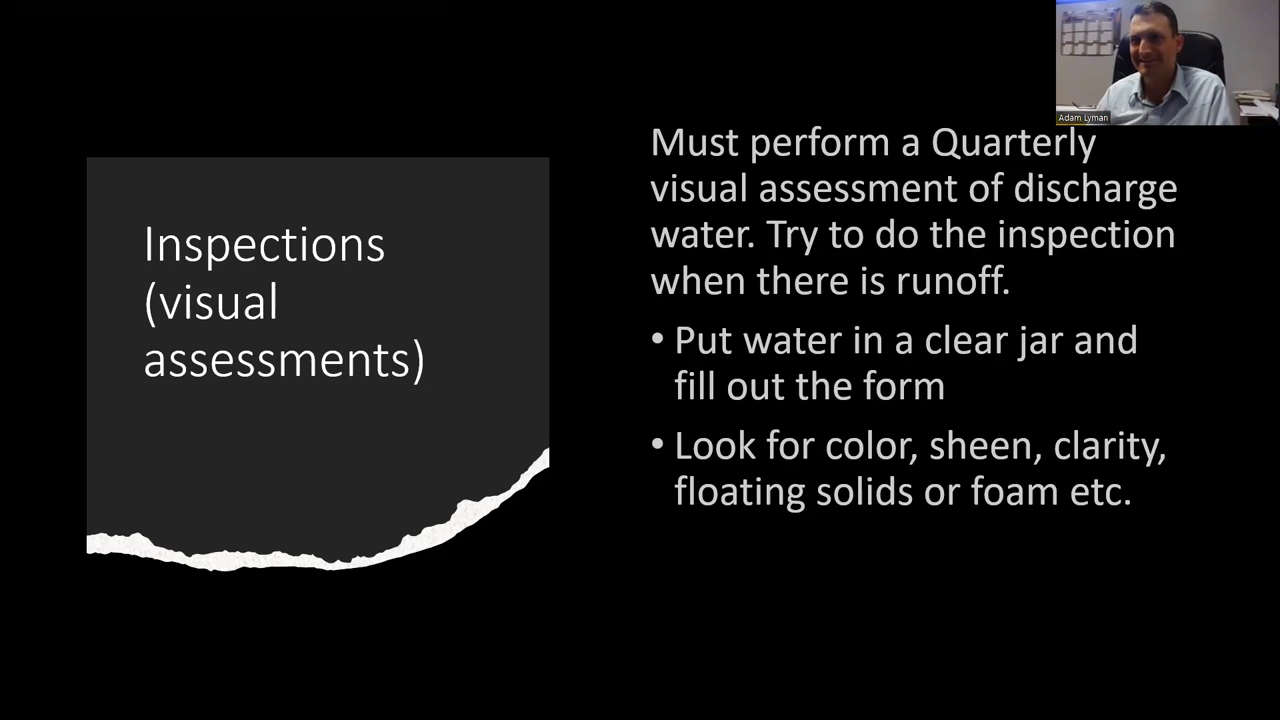 Inspections
(visual
assessments)
Must perform a Quarterly
visual assessment of discharge
water. Try to do the inspection
when there is runoff.
• Put water in a clear jar and
fill out the form
• Look for color, sheen, clarity,
floating solids or foam etc.
Adam Lyman